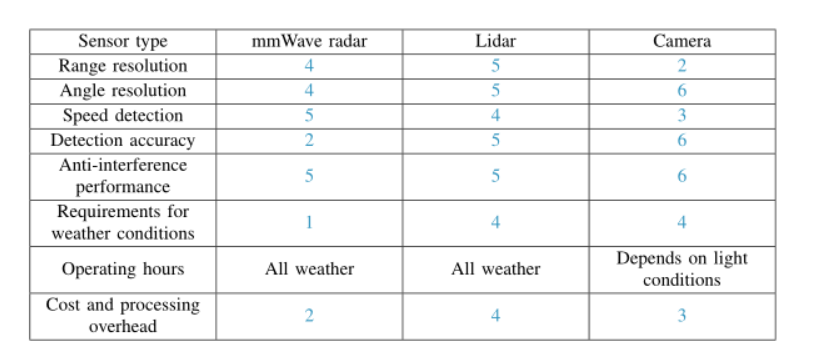 Sensor type mmWave radar Lidar Camera
Range resolution 4 5 2
Angle resolution 4 5 6
Speed detection 5 4 3
Detection accuracy 2 5 6
Anti-interference
performance 5 5 6
Requirements for
weather conditions 1 4 4
Operating hours All weather All weather Depends on light
conditions
Cost and processing
overhead 2 4 3